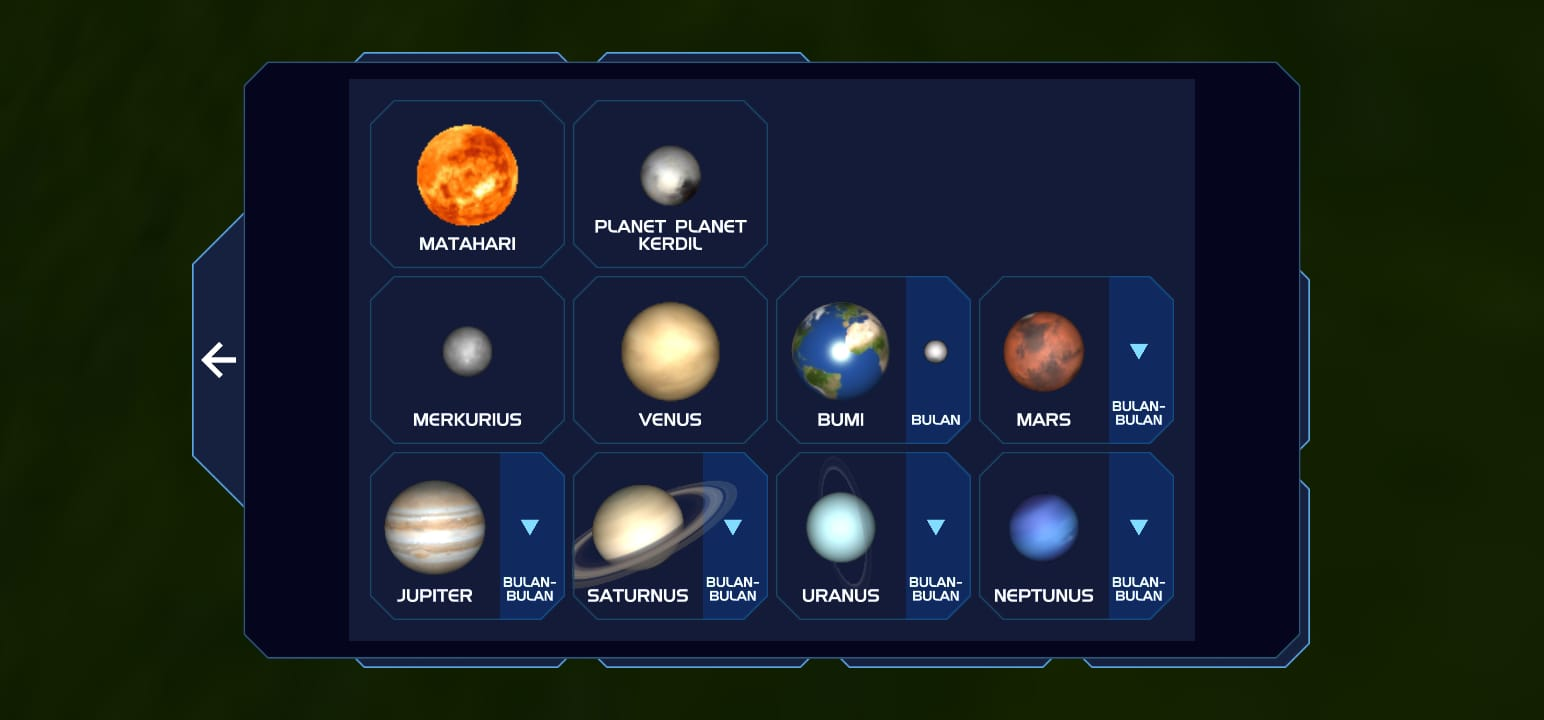 MATAHARI
PLANET PLANET
KERDIL
MERKURIUS
VENUS
BUMI
BULAN
MARS
BULAN-
BULAN
JUPITER
BULAN-
BULAN
SATURNUS
BULAN-
BULAN
URANUS
BULAN-
BULAN
NEPTUNUS
BULAN-
BULAN